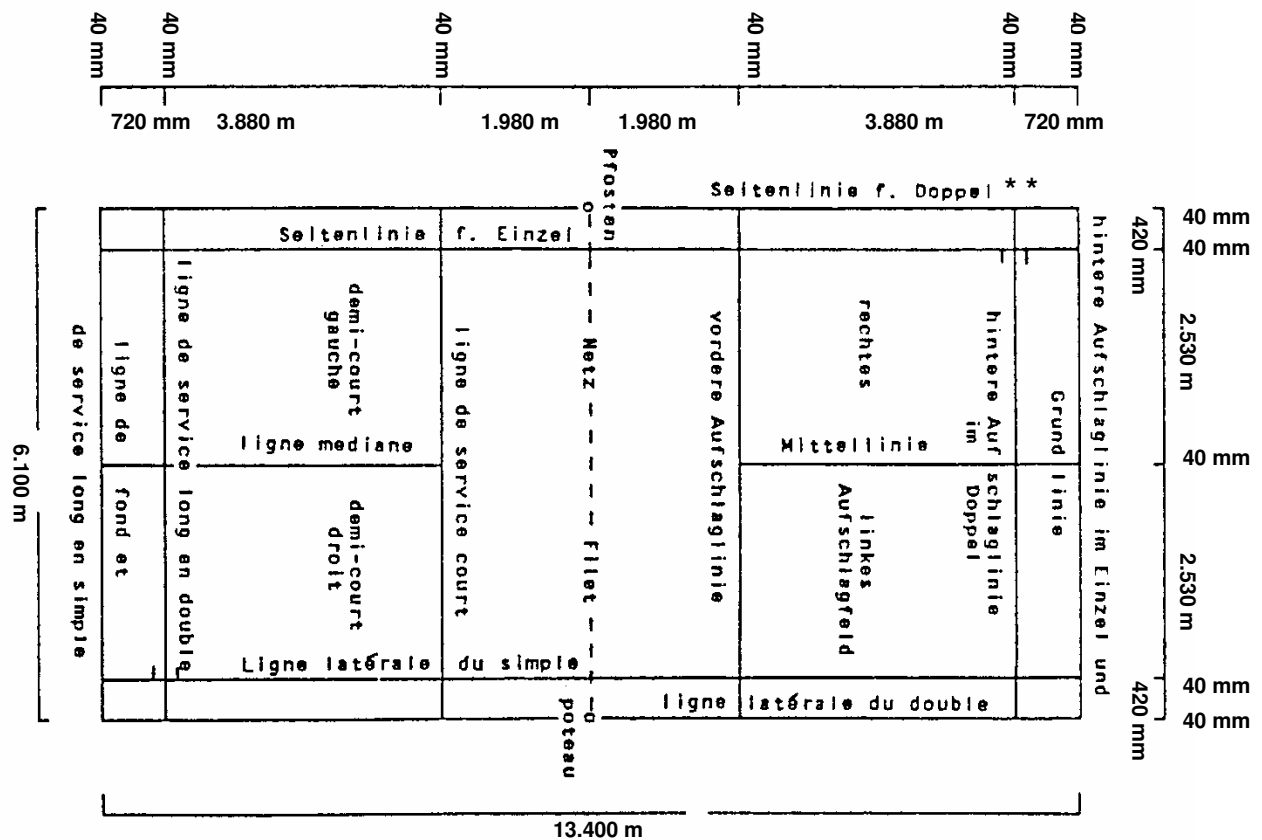 40 mm
40 mm
40 mm
40 mm
40 mm
40 mm
720 mm
3.880 m
1.980 m
1.980 m
3.880 m
720 mm
Pfosten
Seitenlinie f. Doppel **
Seitenlinie f. Einzel
40 mm
40 mm
420 mm
2.530 m
40 mm
2.530 m
40 mm
40 mm
420 mm
6.100 m
de service long en simple
ligne de fond et
ligne de service long en double
demi-court
gauche
ligne mediane
demi-court
droit
ligne de service court
Netz - Filet
vordere Aufschlaglinie
rechtes
Mittellinie
linkes
Aufschlagfeld
hintere Aufschlaglinie
im Doppel
Grundlinie
hintere Aufschlaglinie im Einzel und
Ligne latérale du simple
ligne latérale du double
poteau
13.400 m